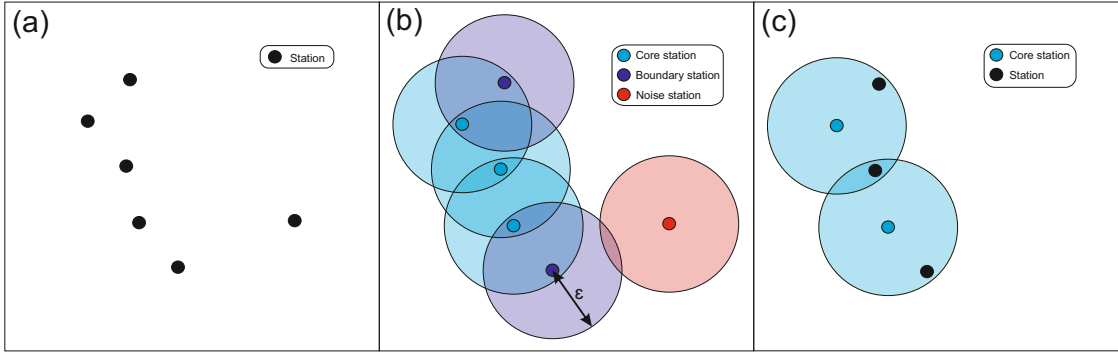 (a)
Station
(b)
Core station
Boundary station
Noise station
ε
(c)
Core station
Station